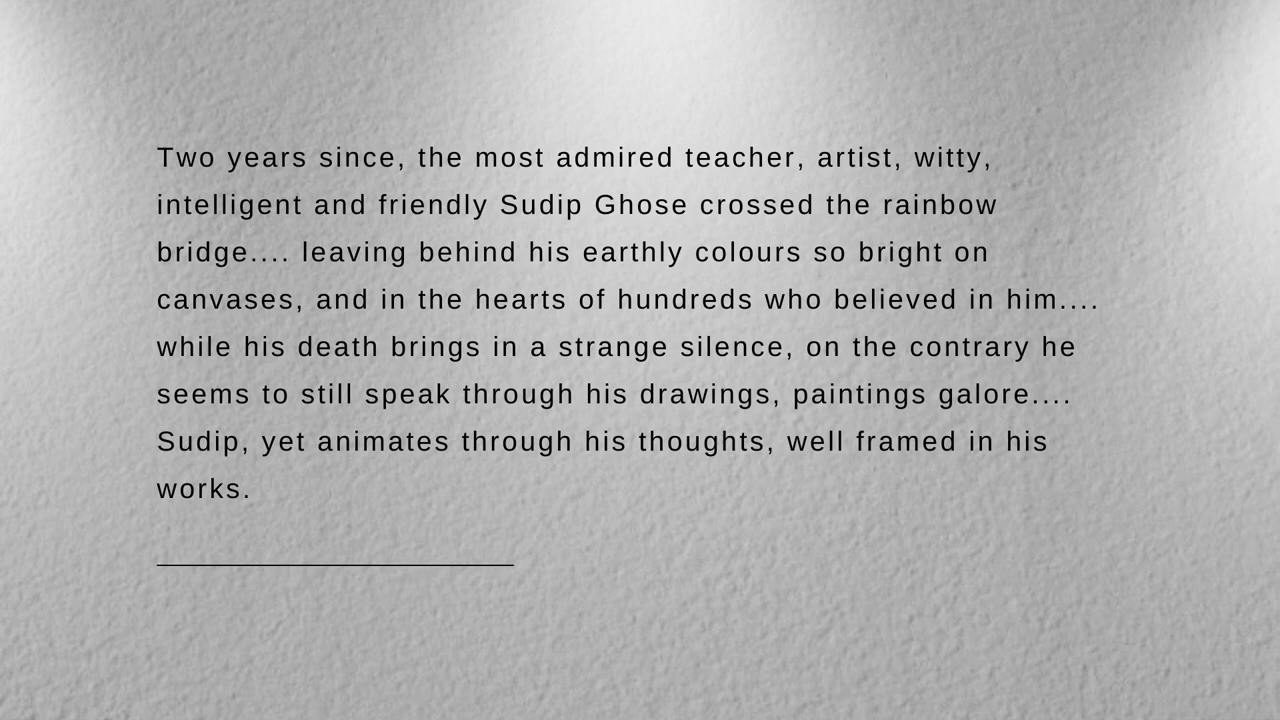 Two years since, the most admired teacher, artist, witty,
intelligent and friendly Sudip Ghose crossed the rainbow
bridge.... leaving behind his earthly colours so bright on
canvases, and in the hearts of hundreds who believed in him....
while his death brings in a strange silence, on the contrary he
seems to still speak through his drawings, paintings galore....
Sudip, yet animates through his thoughts, well framed in his
works.